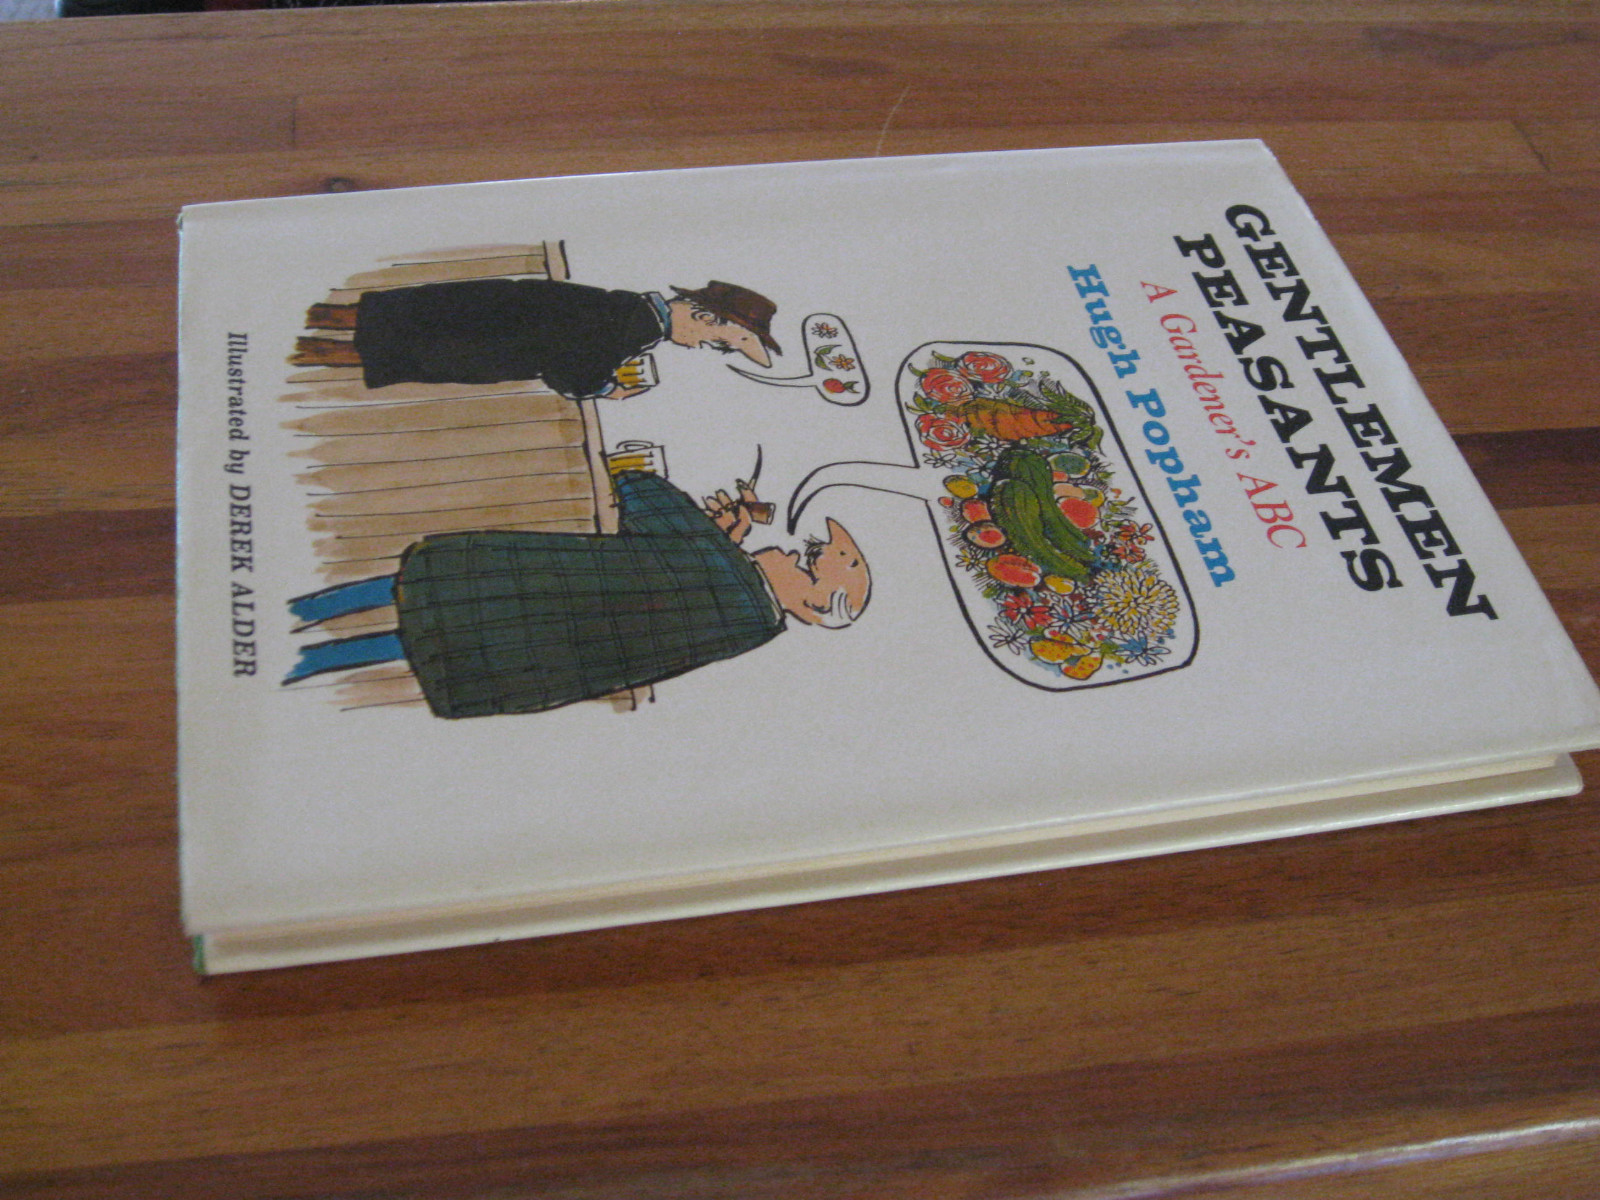 GENTLEMEN
PEASANTS
A Gardener's ABC
Hugh Popham
Illustrated by DEREK ALDER